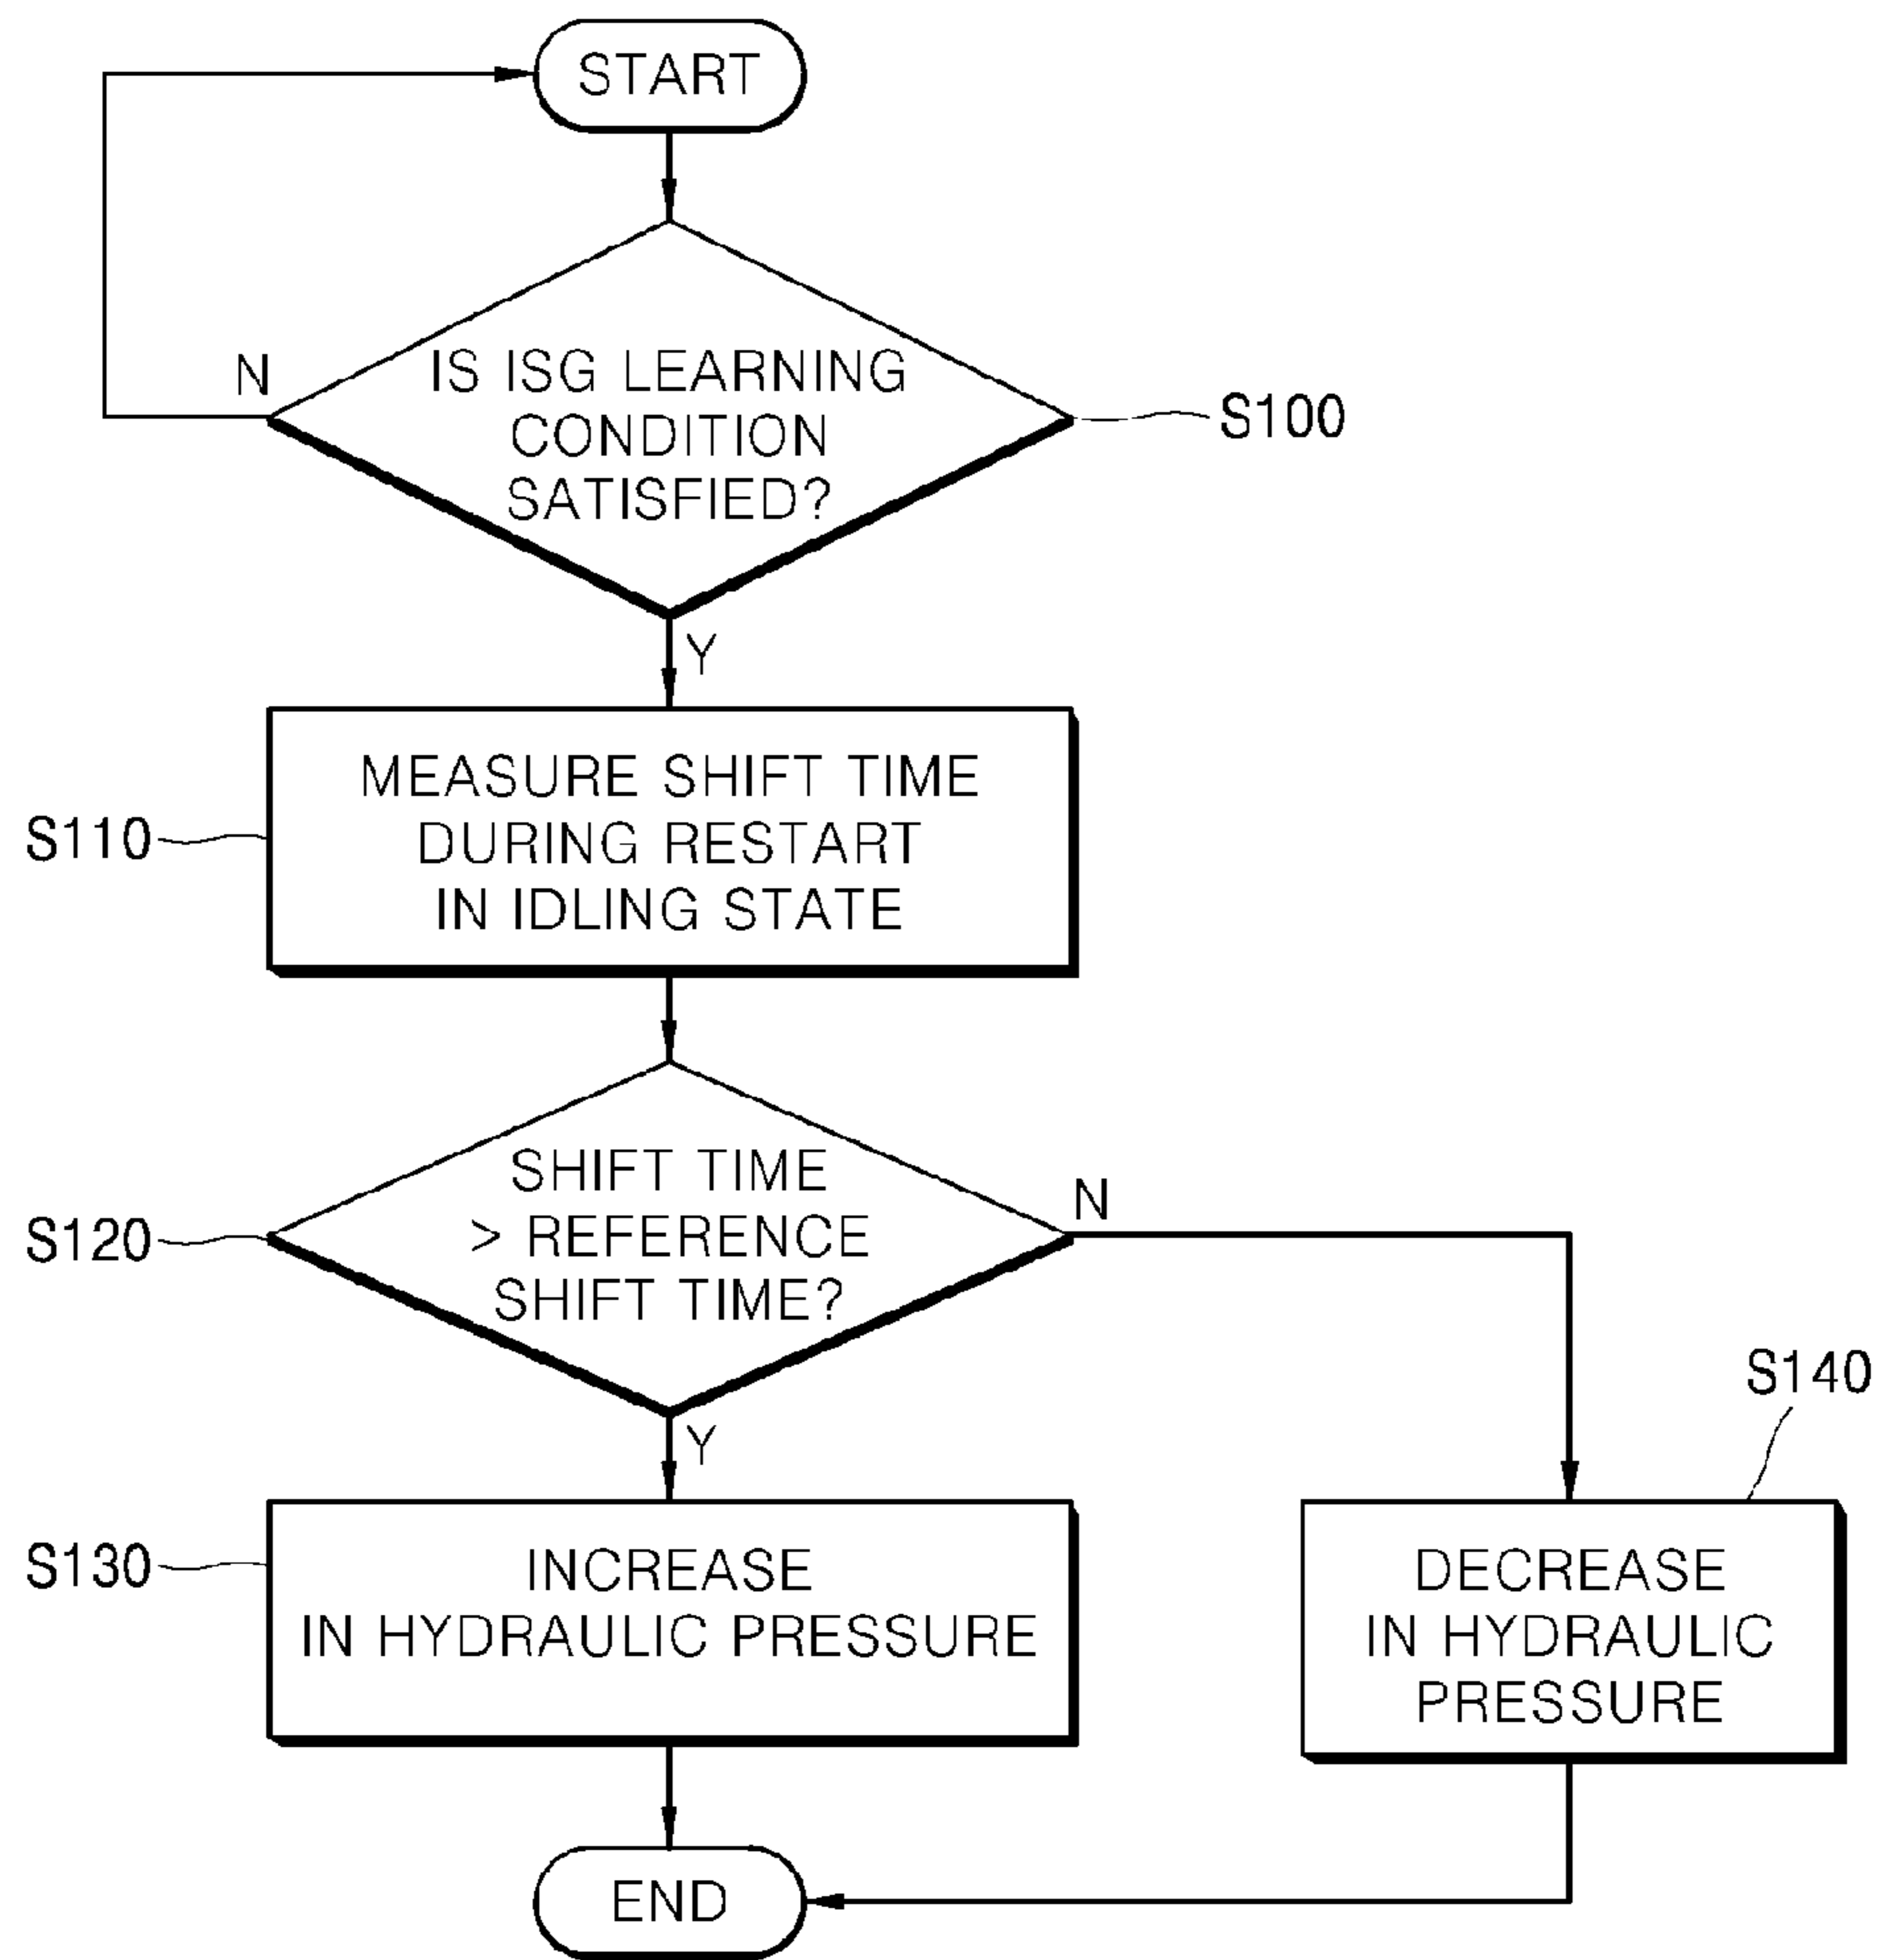 START
N
IS ISG LEARNING
CONDITION
SATISFIED?
S100
Y
MEASURE SHIFT TIME
DURING RESTART
IN IDLING STATE
S110
SHIFT TIME
> REFERENCE
SHIFT TIME?
S120
N
Y
S140
INCREASE
IN HYDRAULIC PRESSURE
S130
DECREASE
IN HYDRAULIC
PRESSURE
END